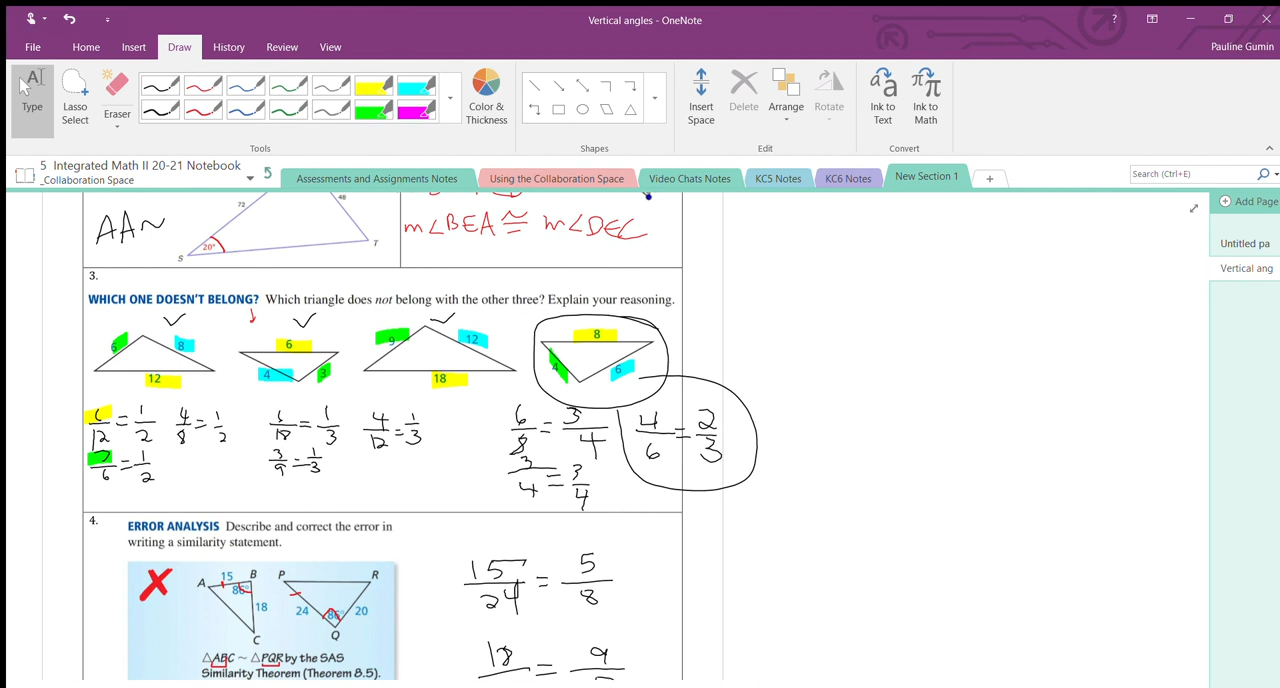 Vertical angles - OneNote
?
File Home Insert Draw History Review View
Pauline Gumin
Type
Lasso Select
Eraser
Color & Thickness
Insert Space
Delete
Arrange
Rotate
Ink to Text
Ink to Math
Tools Shapes Edit Convert
5 Integrated Math II 20-21 Notebook
_Collaboration Space
5
Assessments and Assignments Notes
Using the Collaboration Space
Video Chats Notes
KC5 Notes
KC6 Notes
New Section 1
Search (Ctrl+E)
Add Page
Untitled pa
Vertical ang
AA~
72 48
20°
S T
m∠BEA ≅ m∠DEC
3.
WHICH ONE DOESN'T BELONG? Which triangle does not belong with the other three? Explain your reasoning.
6 8 12
6 4 3
9 12 18
8 4 6
6/12 = 1/2 4/8 = 1/2
3/6 = 1/2
6/18 = 1/3 4/12 = 1/3
3/9 = 1/3
6/8 = 3/4 4/6 = 2/3
3/4 = 3/4
4.
ERROR ANALYSIS Describe and correct the error in
writing a similarity statement.
A 15 B 86° 18 C
P R 24 86° 20 Q
△ABC ~ △PQR by the SAS
Similarity Theorem (Theorem 8.5).
15/24 = 5/8
18 = 9